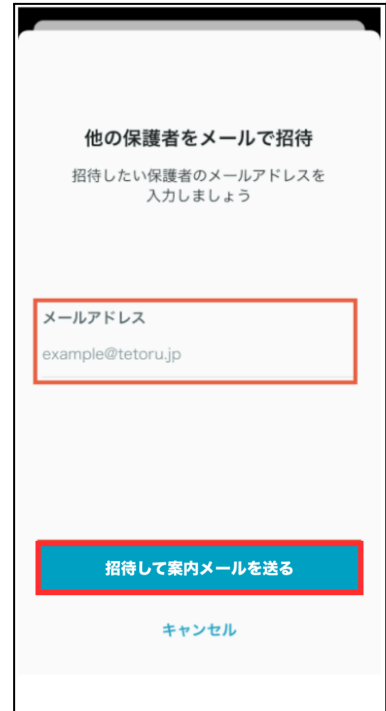 他の保護者をメールで招待
招待したい保護者のメールアドレスを
入力しましょう
メールアドレス
example@tetoru.jp
招待して案内メールを送る
キャンセル